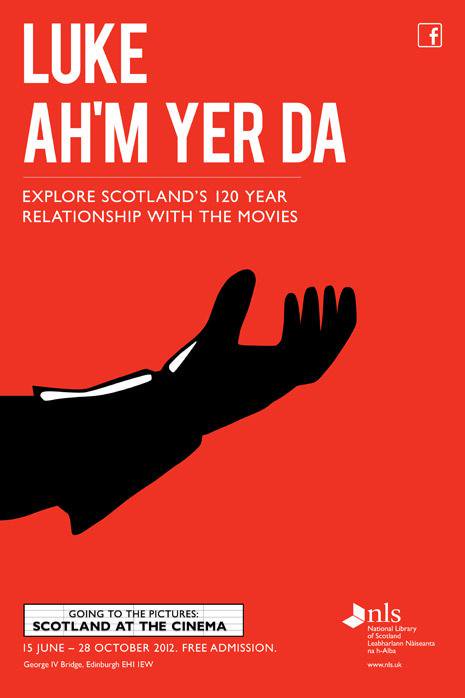 LUKE
AH'M YER DA
EXPLORE SCOTLAND'S 120 YEAR
RELATIONSHIP WITH THE MOVIES
GOING TO THE PICTURES:
SCOTLAND AT THE CINEMA
15 JUNE – 28 OCTOBER 2012. FREE ADMISSION.
George IV Bridge, Edinburgh EH1 1EW
nls
National Library
of Scotland
Leabharlann Nàiseanta
na h-Alba
www.nls.uk